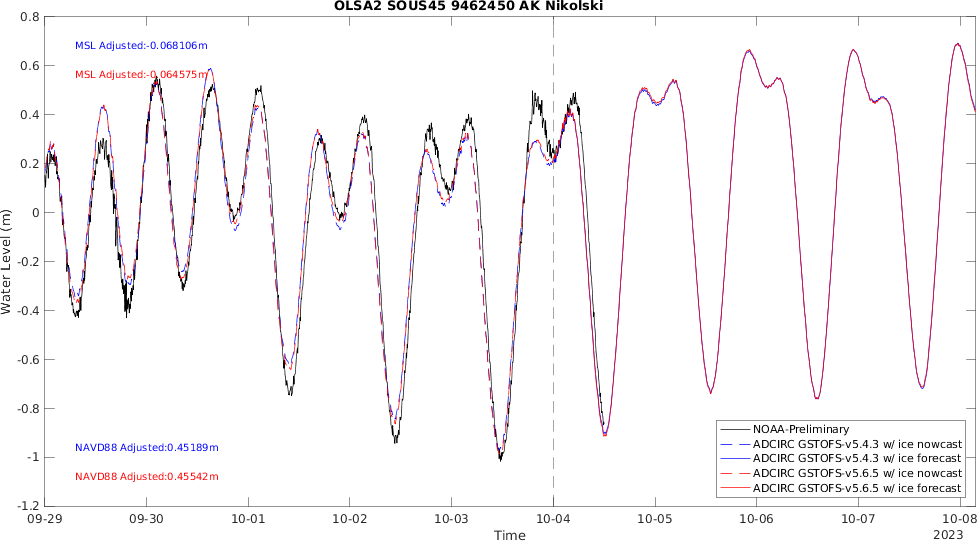 OLSA2 SOUS45 9462450 AK Nikolski
0.8
0.6
0.4
0.2
0
-0.2
-0.4
-0.6
-0.8
-1
-1.2
Water Level (m)
MSL Adjusted:-0.068106m
MSL Adjusted:-0.064575m
NAVD88 Adjusted:0.45189m
NAVD88 Adjusted:0.45542m
NOAA-Preliminary
ADCIRC GSTOFS-v5.4.3 w/ ice nowcast
ADCIRC GSTOFS-v5.4.3 w/ ice forecast
ADCIRC GSTOFS-v5.6.5 w/ ice nowcast
ADCIRC GSTOFS-v5.6.5 w/ ice forecast
09-29 09-30 10-01 10-02 10-03 10-04 10-05 10-06 10-07 10-08
Time
2023